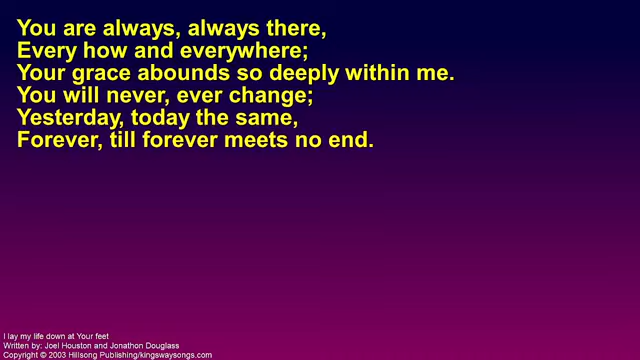 You are always, always there,
Every how and everywhere;
Your grace abounds so deeply within me.
You will never, ever change;
Yesterday, today the same,
Forever, till forever meets no end.
I lay my life down at Your feet
Written by: Joel Houston and Jonathon Douglass
Copyright © 2003 Hillsong Publishing/kingswaysongs.com